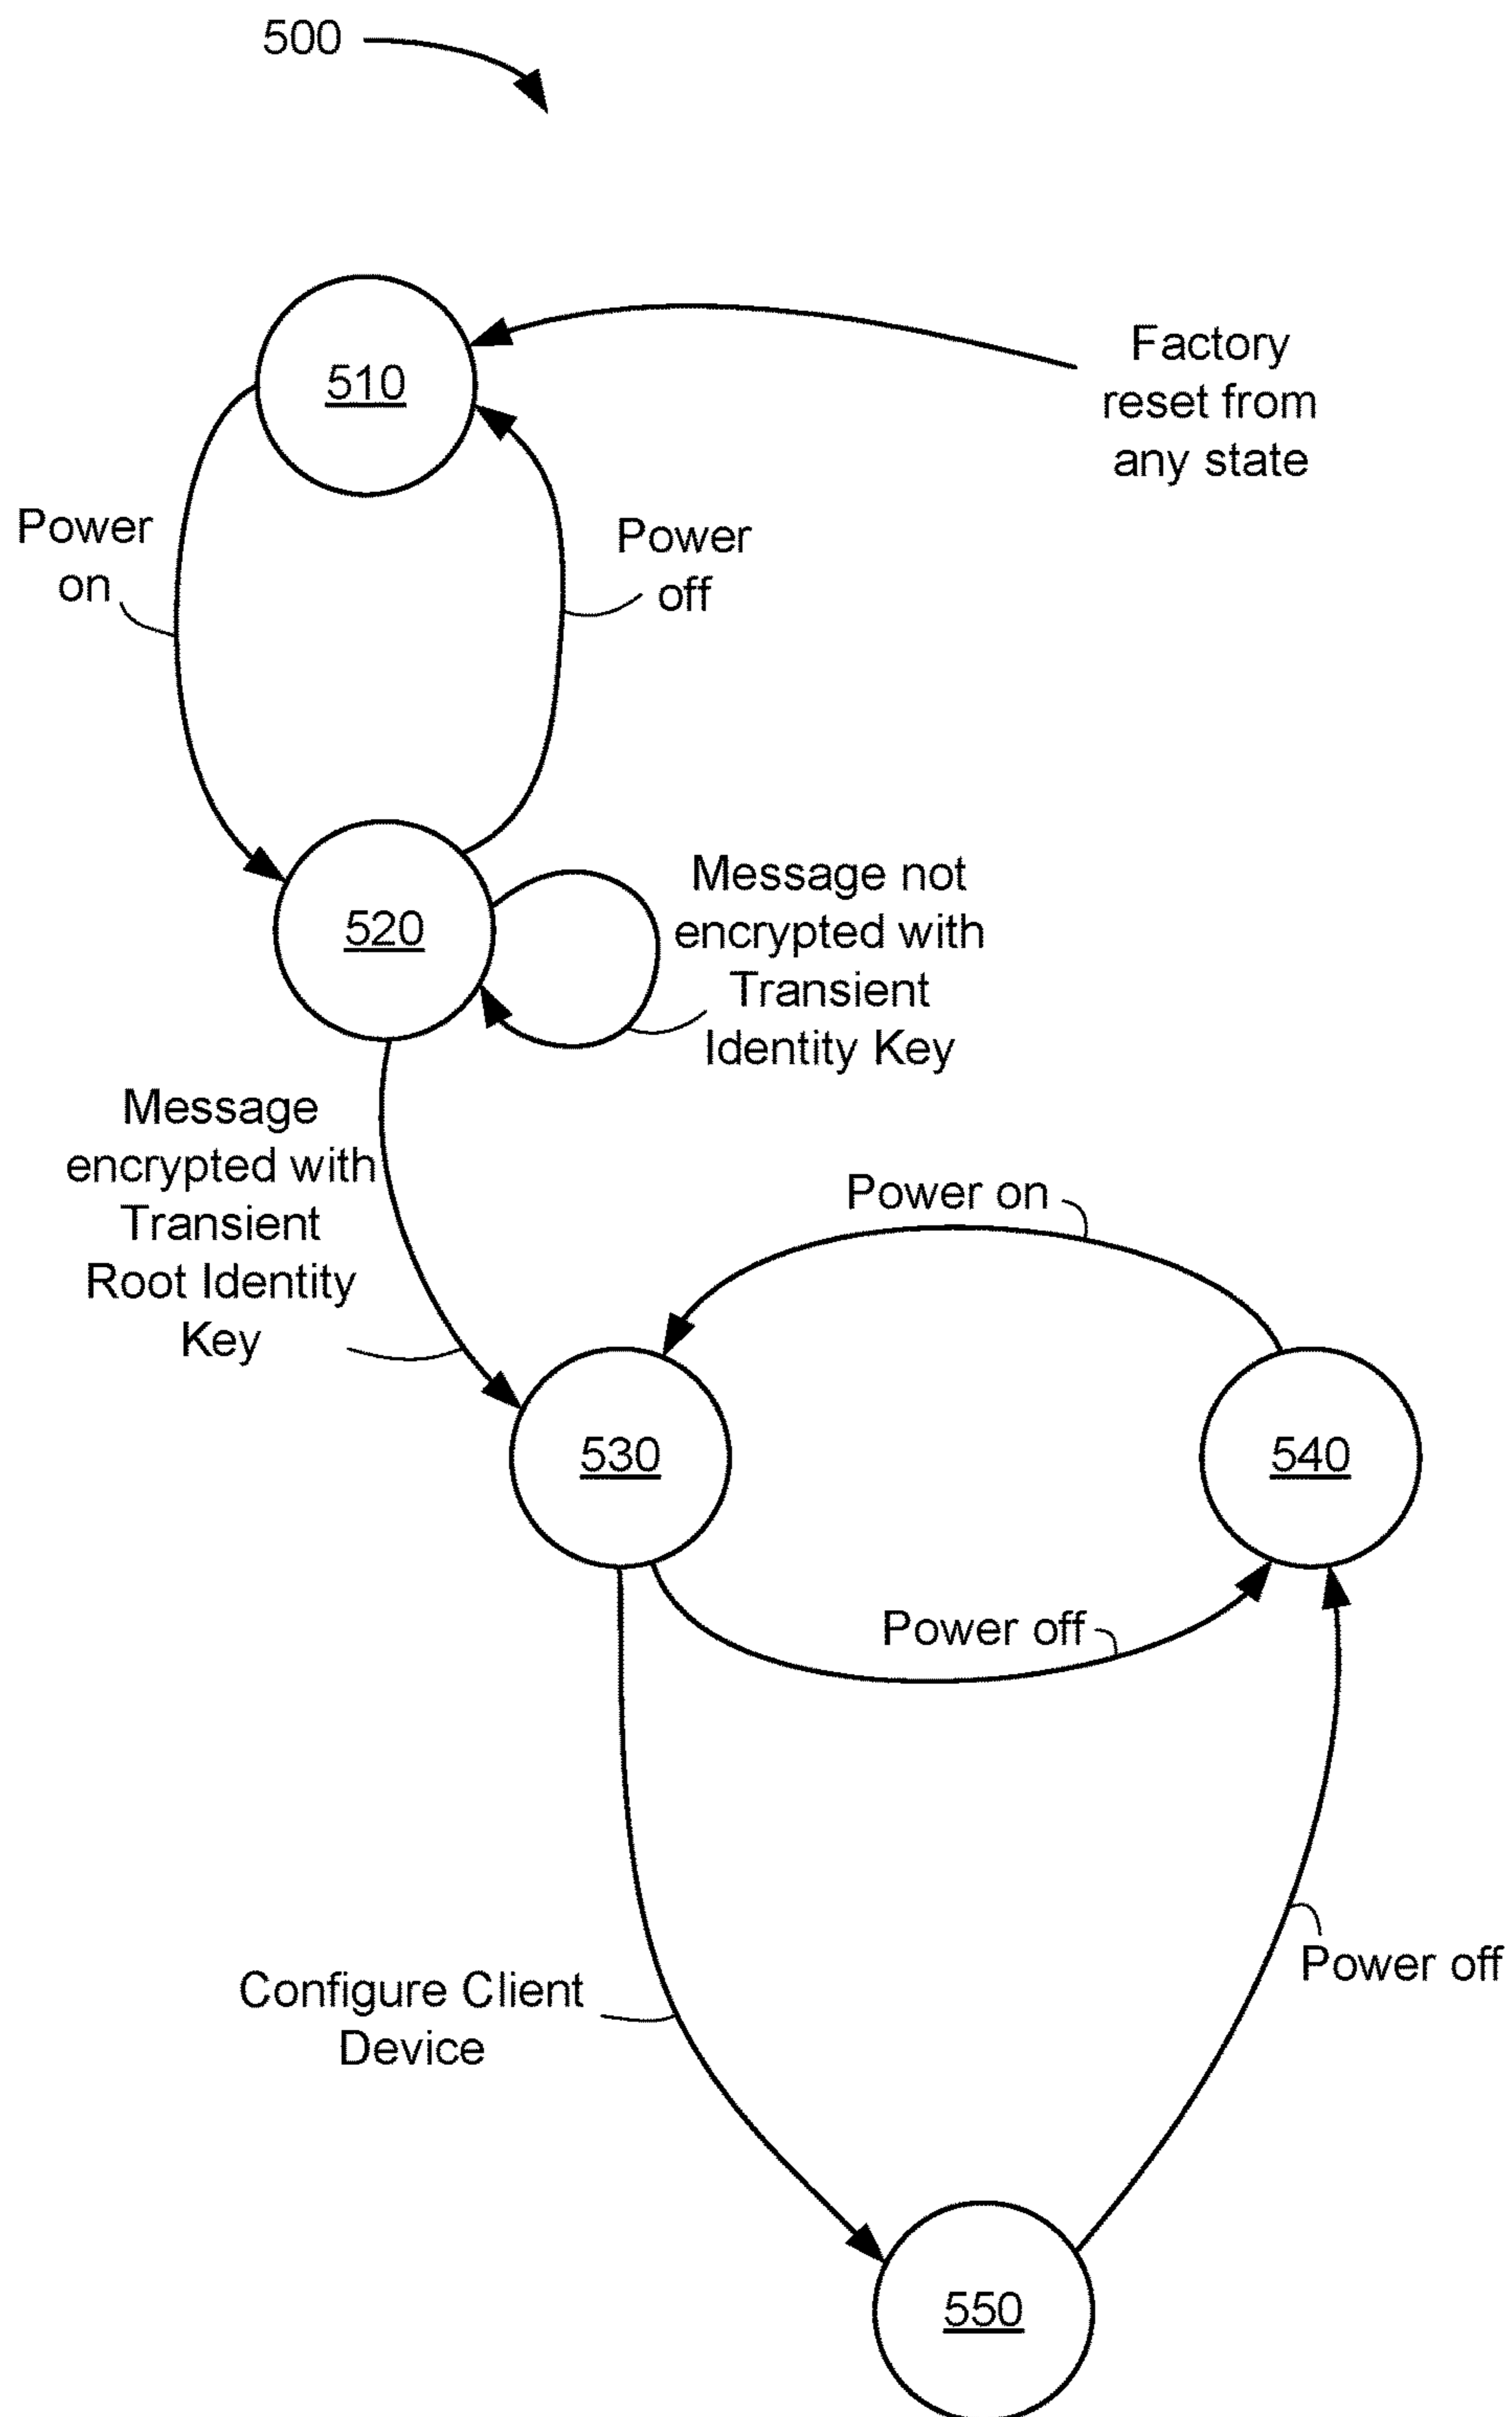 500
510
Factory
reset from
any state
Power
on
Power
off
520
Message not
encrypted with
Transient
Identity Key
Message
encrypted with
Transient
Root Identity
Key
Power on
530
540
Power off
Configure Client
Device
Power off
550